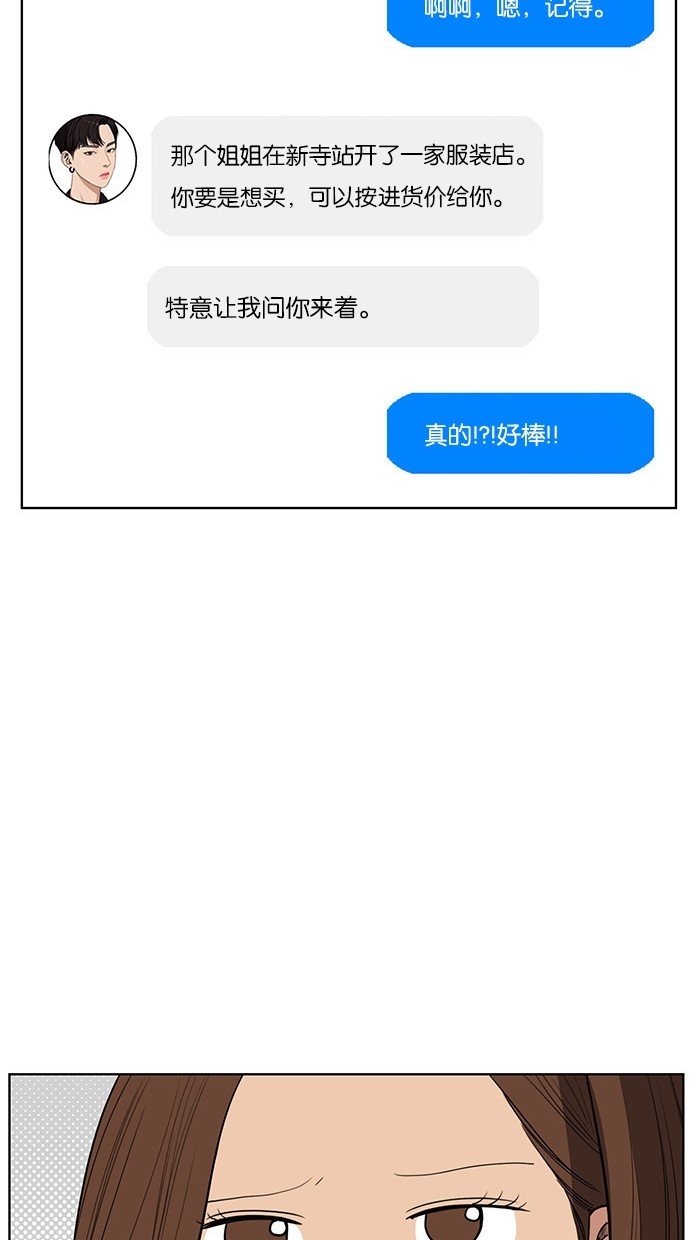 啊啊，嗯，记得。
那个姐姐在新寺站开了一家服装店。
你要是想买，可以按进货价给你。
特意让我问你来着。
真的!?!好棒!!